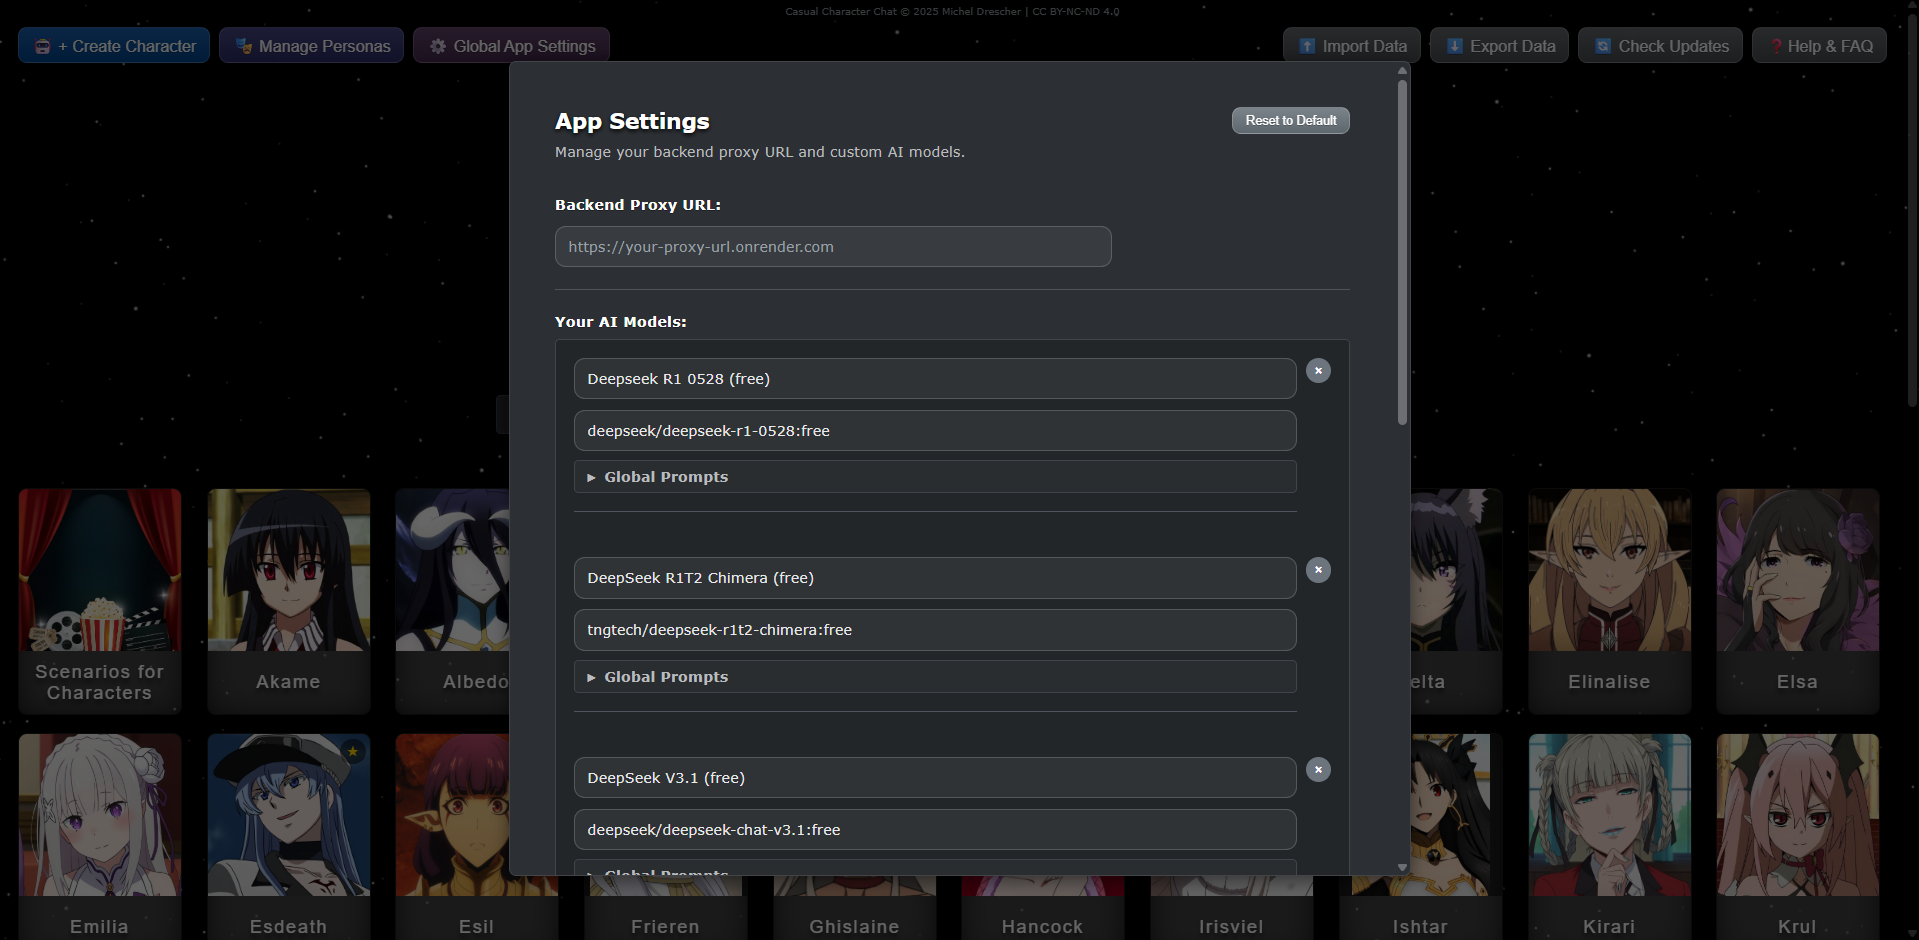 Casual Character Chat © 2025 Michel Drescher | CC BY-NC-ND 4.0
+ Create Character
Manage Personas
Global App Settings
Import Data
Export Data
Check Updates
Help & FAQ
App Settings
Reset to Default
Manage your backend proxy URL and custom AI models.
Backend Proxy URL:
https://your-proxy-url.onrender.com
Your AI Models:
Deepseek R1 0528 (free)
deepseek/deepseek-r1-0528:free
Global Prompts
DeepSeek R1T2 Chimera (free)
tngtech/deepseek-r1t2-chimera:free
Global Prompts
DeepSeek V3.1 (free)
deepseek/deepseek-chat-v3.1:free
Global Prompts
Scenarios for
Characters
Akame
Albedo
elta
Elinalise
Elsa
Emilia
Esdeath
Esil
Frieren
Ghislaine
Hancock
Irisviel
Ishtar
Kirari
Krul